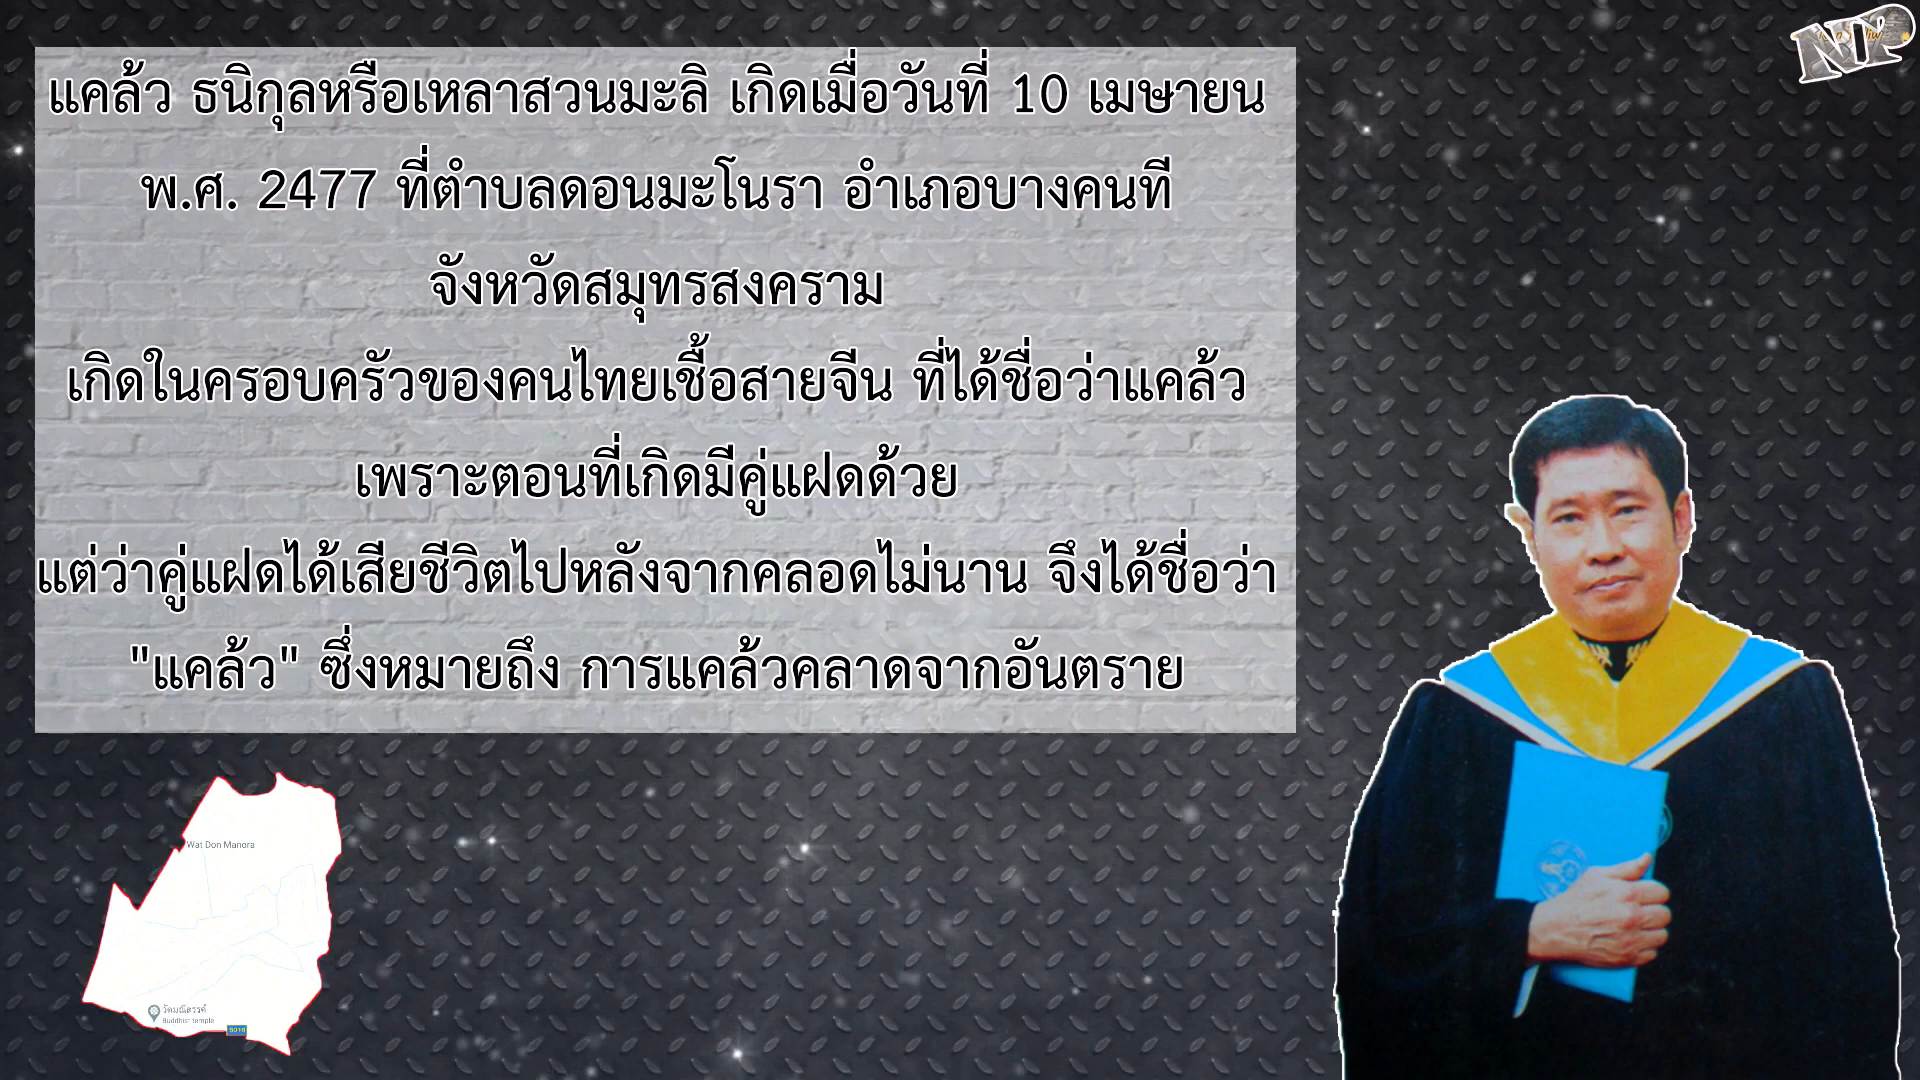 แคล้ว ธนิกุลหรือเหลาสวนมะลิ เกิดเมื่อวันที่ 10 เมษายน
พ.ศ. 2477 ที่ตำบลดอนมะโนรา อำเภอบางคนที
จังหวัดสมุทรสงคราม
เกิดในครอบครัวของคนไทยเชื้อสายจีน ที่ได้ชื่อว่าแคล้ว
เพราะตอนที่เกิดมีคู่แฝดด้วย
แต่ว่าคู่แฝดได้เสียชีวิตไปหลังจากคลอดไม่นาน จึงได้ชื่อว่า
"แคล้ว" ซึ่งหมายถึง การแคล้วคลาดจากอันตราย
NP
Wat Don Manora
วัดมณีสรรค์
Buddhist temple